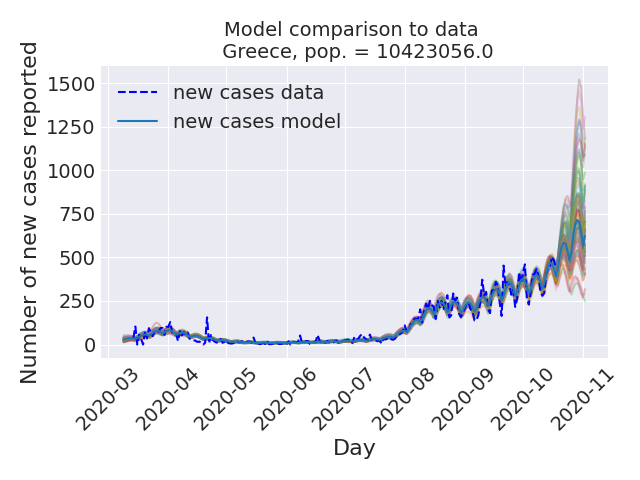 Model comparison to data
Greece, pop. = 10423056.0
Number of new cases reported
1500
1250
1000
750
500
250
0
new cases data
new cases model
2020-03
2020-04
2020-05
2020-06
2020-07
2020-08
2020-09
2020-10
2020-11
Day